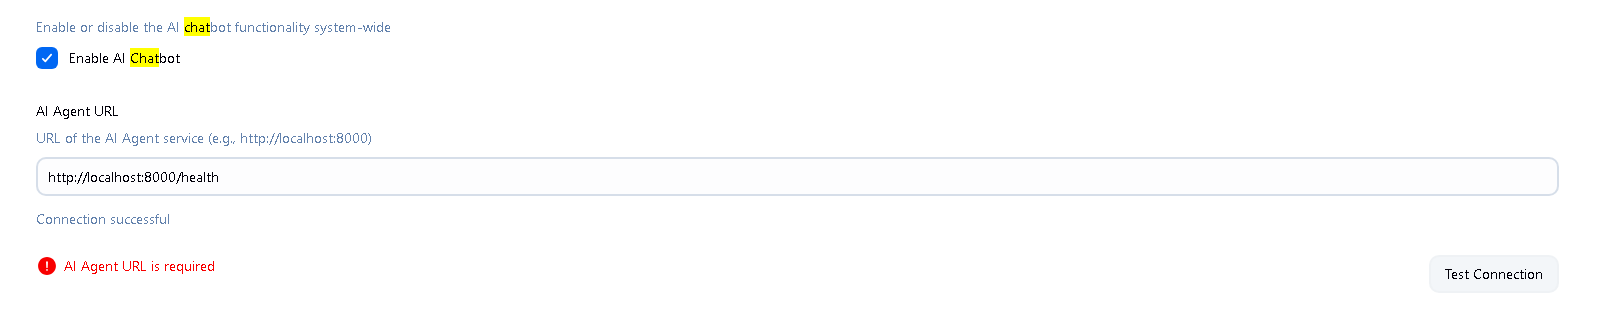 Enable or disable the AI chatbot functionality system-wide
Enable AI Chatbot
AI Agent URL
URL of the AI Agent service (e.g., http://localhost:8000)
http://localhost:8000/health
Connection successful
AI Agent URL is required
Test Connection